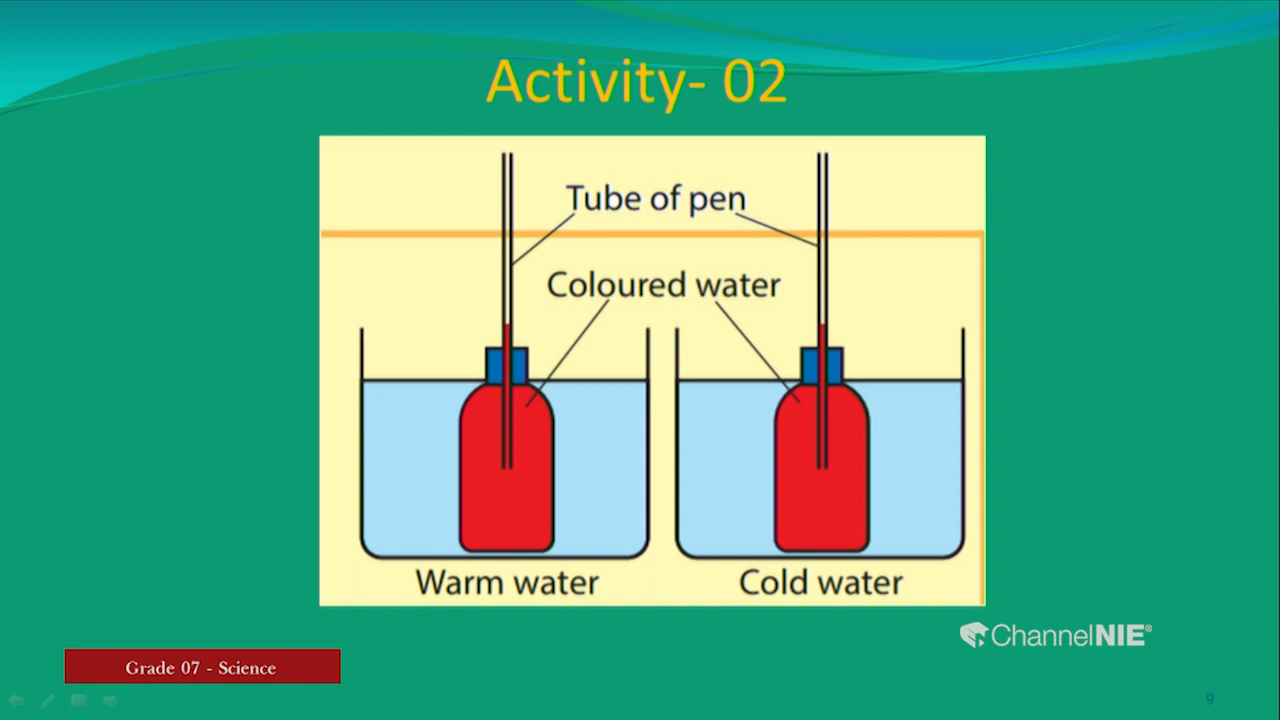 Activity- 02
Tube of pen
Coloured water
Warm water
Cold water
ChannelNIE®
Grade 07 - Science
9